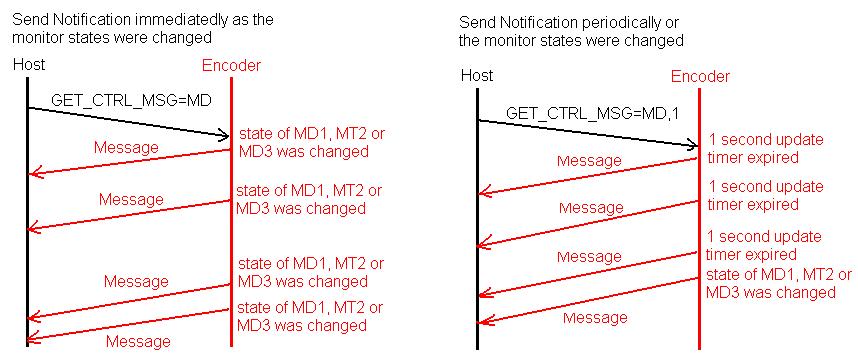 Send Notification immediatedly as the
monitor states were changed
Host
Encoder
GET_CTRL_MSG=MD
state of MD1, MT2 or
MD3 was changed
Message
state of MD1, MT2 or
MD3 was changed
Message
state of MD1, MT2 or
MD3 was changed
Message
state of MD1, MT2 or
MD3 was changed
Message
Send Notification periodically or
the monitor states were changed
Host
Encoder
GET_CTRL_MSG=MD,1
1 second update
timer expired
Message
1 second update
timer expired
Message
1 second update
timer expired
Message
state of MD1, MT2 or
MD3 was changed
Message